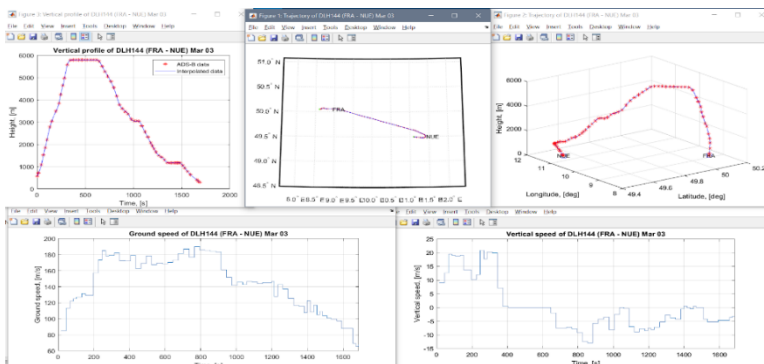 Figure 3: Vertical profile of DLH144 (FRA - NUE) Mar 03
File Edit View Insert Tools Desktop Window Help
Vertical profile of DLH144 (FRA - NUE) Mar 03
ADS-B data
Interpolated data
Height, [m]
6000
5000
4000
3000
2000
1000
0
0 500 1000 1500 2000
Time, [s]
Figure 1: Trajectory of DLH144 (FRA - NUE) Mar 03
File Edit View Insert Tools Desktop Window Help
51.0° N
50.5° N
50.0° N
49.5° N
49.0° N
FRA
NUE
Figure 2: Trajectory of DLH144 (FRA - NUE) Mar 03
File Edit View Insert Tools Desktop Window Help
Height, [m]
6000
4000
2000
0
NUE
FRA
12
11
10
9
8
49.4
49.6
49.8
50
50.2
Longitude, [deg]
Latitude, [deg]
File Edit View Insert Tools Desktop Window Help
Ground speed of DLH144 (FRA - NUE) Mar 03
Ground speed, [m/s]
200
180
160
140
120
100
80
60
0 200 400 600 800 1000 1200 1400 1600
File Edit View Insert Tools Desktop Window Help
Vertical speed of DLH144 (FRA - NUE) Mar 03
Vertical speed, [m/s]
25
20
15
10
5
0
-5
-10
-15
0 200 400 600 800 1000 1200 1400 1600
Time, [s]